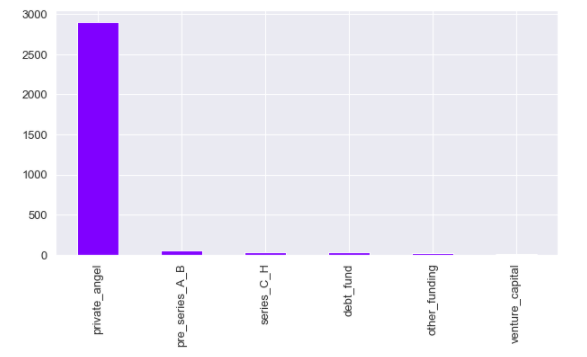 3000
2500
2000
1500
1000
500
0
private_angel
pre_series_A_B
series_C_H
debt_fund
other_funding
venture_capital